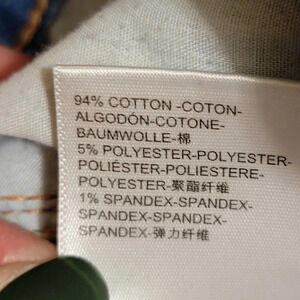 94% COTTON -COTON-
ALGODÓN-COTONE-
BAUMWOLLE-棉
5% POLYESTER-POLYESTER-
POLIÉSTER-POLIESTERE-
POLYESTER-聚酯纤维
1% SPANDEX-SPANDEX-
SPANDEX-SPANDEX-
SPANDEX-弹力纤维